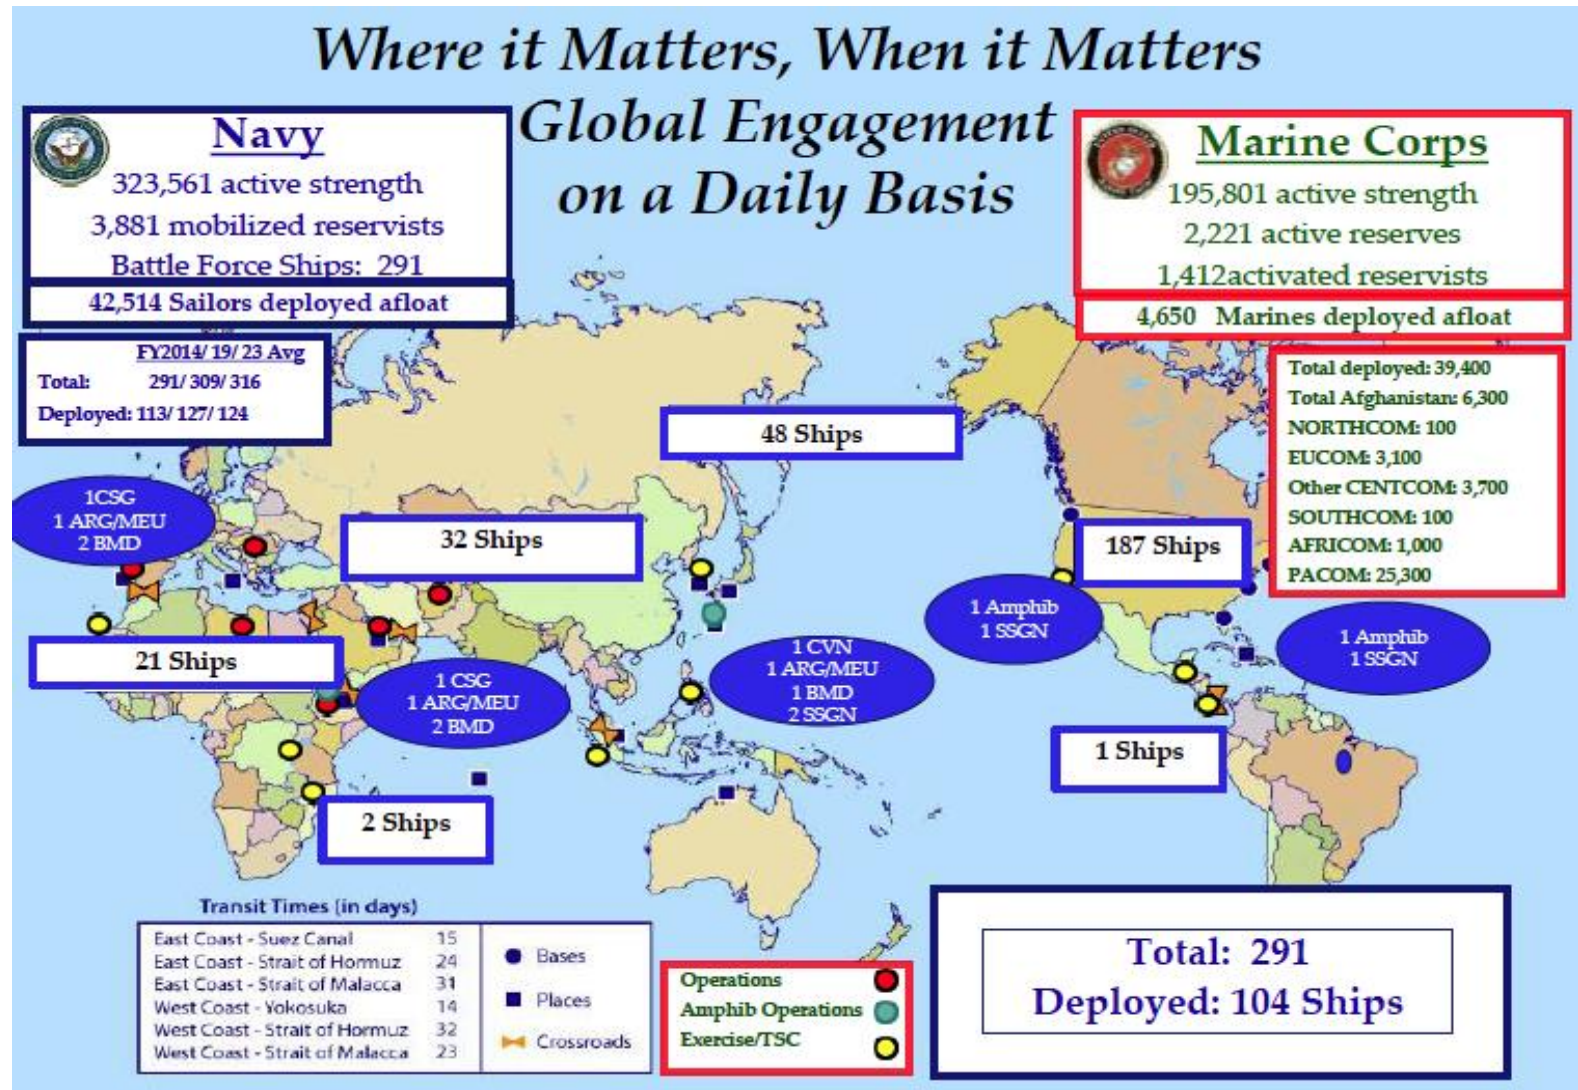 Where it Matters, When it Matters
Global Engagement
on a Daily Basis
Navy
323,561 active strength
3,881 mobilized reservists
Battle Force Ships: 291
42,514 Sailors deployed afloat
FY2014/ 19/ 23 Avg
Total: 291/ 309/ 316
Deployed: 113/ 127/ 124
Marine Corps
195,801 active strength
2,221 active reserves
1,412activated reservists
4,650 Marines deployed afloat
Total deployed: 39,400
Total Afghanistan: 6,300
NORTHCOM: 100
EUCOM: 3,100
Other CENTCOM: 3,700
SOUTHCOM: 100
AFRICOM: 1,000
PACOM: 25,300
48 Ships
1CSG
1 ARG/MEU
2 BMD
32 Ships
187 Ships
1 Amphib
1 SSGN
1 Amphib
1 SSGN
21 Ships
1 CSG
1 ARG/MEU
2 BMD
1 CVN
1 ARG/MEU
1 BMD
2 SSGN
1 Ships
2 Ships
Transit Times (in days)
East Coast - Suez Canal 15
East Coast - Strait of Hormuz 24
East Coast - Strait of Malacca 31
West Coast - Yokosuka 14
West Coast - Strait of Hormuz 32
West Coast - Strait of Malacca 23
Bases
Places
Crossroads
Operations
Amphib Operations
Exercise/TSC
Total: 291
Deployed: 104 Ships